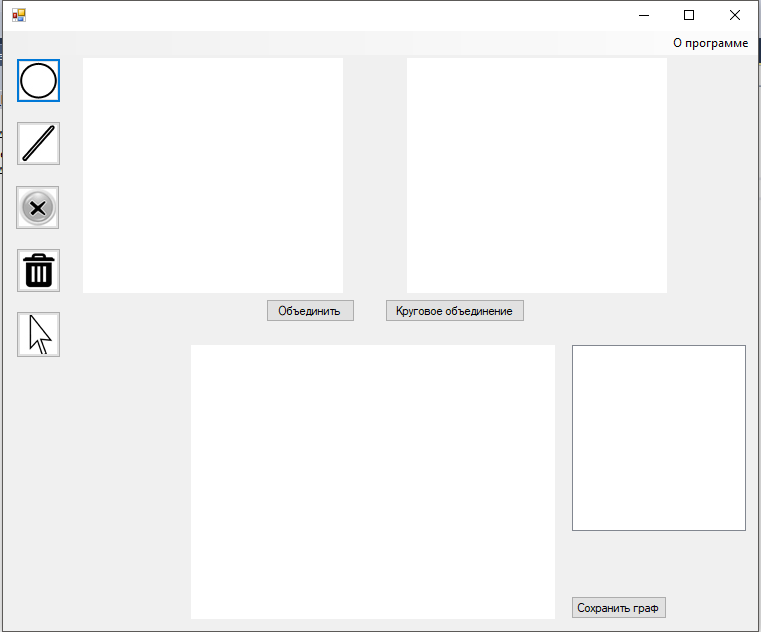 О программе
Объединить
Круговое объединение
Сохранить граф